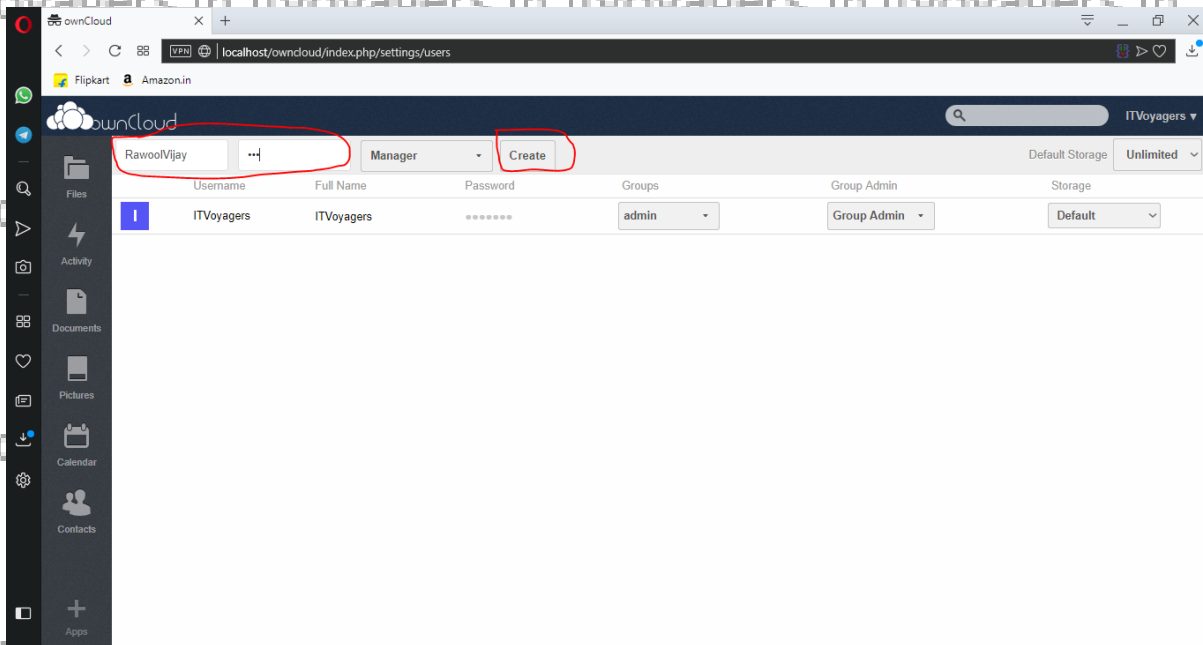 ownCloud
VPN localhost/owncloud/index.php/settings/users
Flipkart a Amazon.in
ownCloud ITVoyagers
RawoolVijay ••• Manager Create Default Storage Unlimited
Username Full Name Password Groups Group Admin Storage
I ITVoyagers ITVoyagers ●●●●●●● admin Group Admin Default
Files
Activity
Documents
Pictures
Calendar
Contacts
Apps